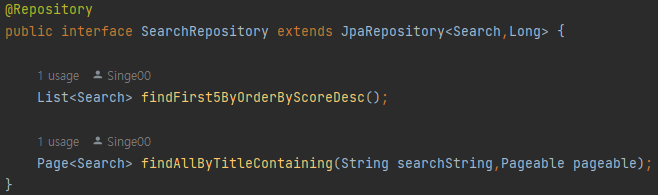 @Repository
public interface SearchRepository extends JpaRepository<Search,Long> {
1 usage Singe00
List<Search> findFirst5ByOrderByScoreDesc();
1 usage Singe00
Page<Search> findAllByTitleContaining(String searchString,Pageable pageable);
}